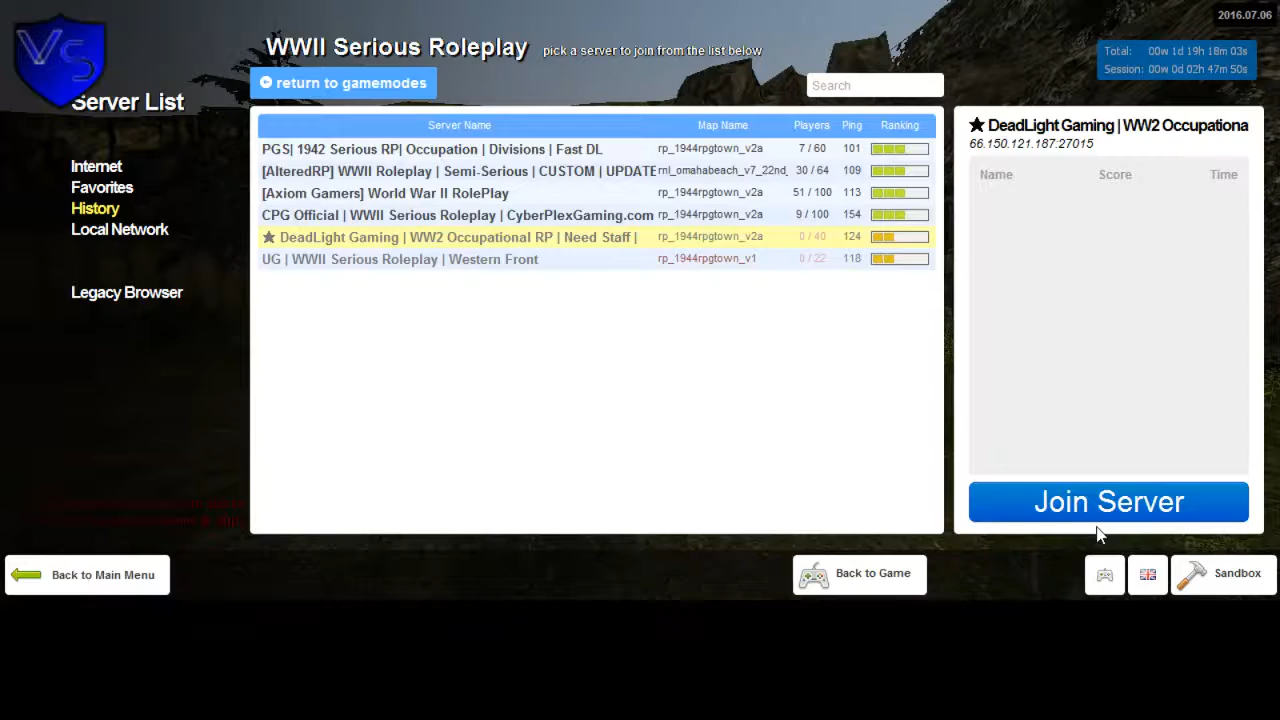 2016.07.06
VS
WWII Serious Roleplay pick a server to join from the list below
Total: 00w 1d 19h 18m 03s
Session: 00w 0d 02h 47m 50s
return to gamemodes
Search
Server List
Internet
Favorites
History
Local Network
Legacy Browser
Server Name Map Name Players Ping Ranking
PGS| 1942 Serious RP| Occupation | Divisions | Fast DL rp_1944rpgtown_v2a 7 / 60 101
[AlteredRP] WWII Roleplay | Semi-Serious | CUSTOM | UPDATE rnl_omahabeach_v7_22nd_ 30 / 64 109
[Axiom Gamers] World War II RolePlay rp_1944rpgtown_v2a 51 / 100 113
CPG Official | WWII Serious Roleplay | CyberPlexGaming.com rp_1944rpgtown_v2a 9 / 100 154
DeadLight Gaming | WW2 Occupational RP | Need Staff | rp_1944rpgtown_v2a 0 / 40 124
UG | WWII Serious Roleplay | Western Front rp_1944rpgtown_v1 0 / 22 118
DeadLight Gaming | WW2 Occupationa
66.150.121.187:27015
Name Score Time
Join Server
Back to Main Menu
Back to Game
Sandbox